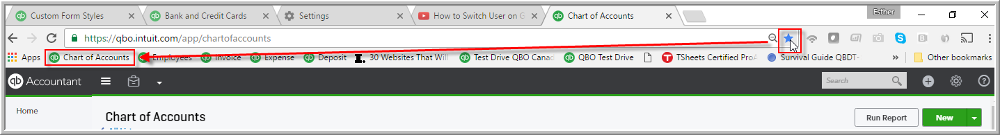 Custom Form Styles Bank and Credit Cards Settings How to Switch User on G Chart of Accounts Esther
https://qbo.intuit.com/app/chartofaccounts
Apps Chart of Accounts Employees Invoice Expense Deposit 30 Websites That Will Test Drive QBO Canad QBO Test Drive TSheets Certified ProA Survival Guide QBDT- » Other bookmarks
qb Accountant Search
Home
Chart of Accounts Run Report New